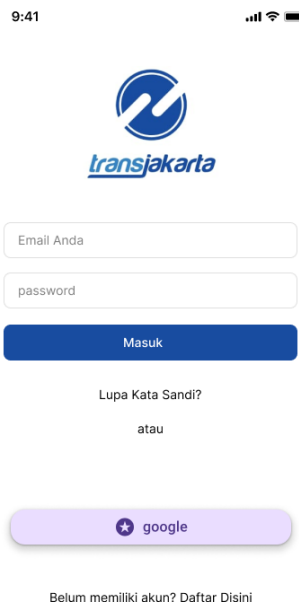 9:41
transjakarta
Email Anda
password
Masuk
Lupa Kata Sandi?
atau
google
Belum memiliki akun? Daftar Disini